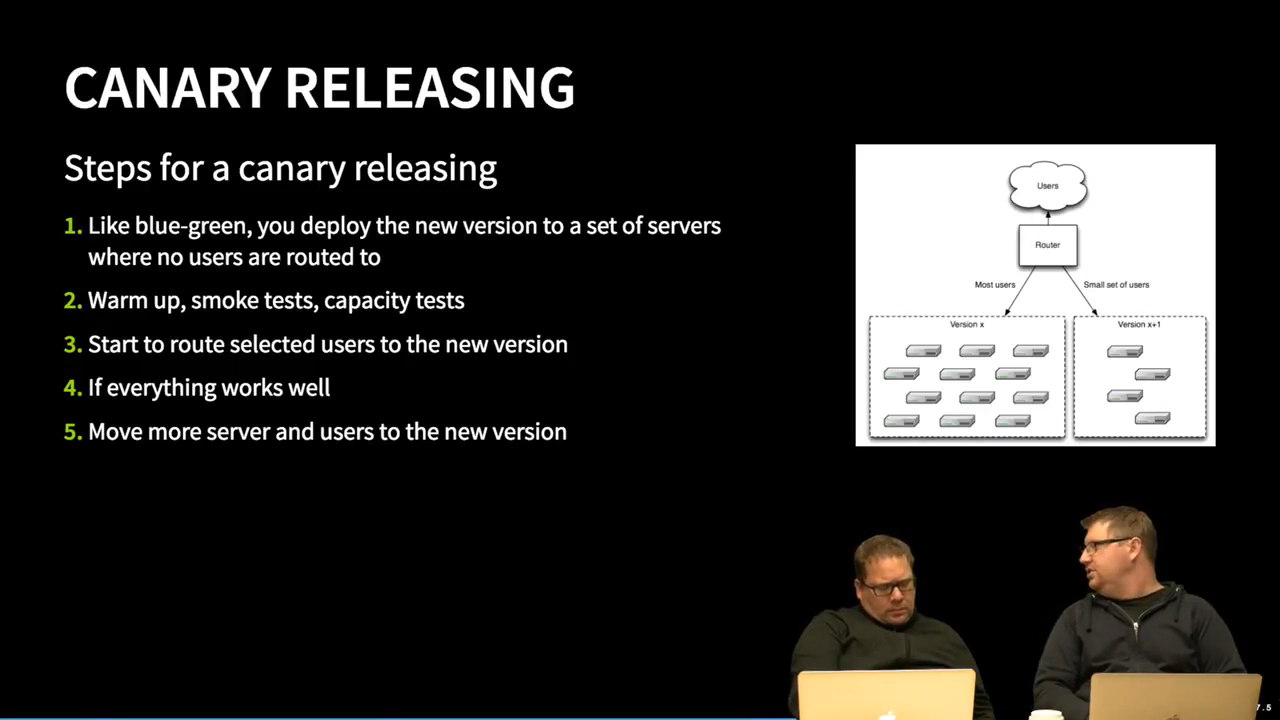 CANARY RELEASING
Steps for a canary releasing
1. Like blue-green, you deploy the new version to a set of servers
where no users are routed to
2. Warm up, smoke tests, capacity tests
3. Start to route selected users to the new version
4. If everything works well
5. Move more server and users to the new version
Users
Router
Most users
Small set of users
Version x
Version x+1
7.5